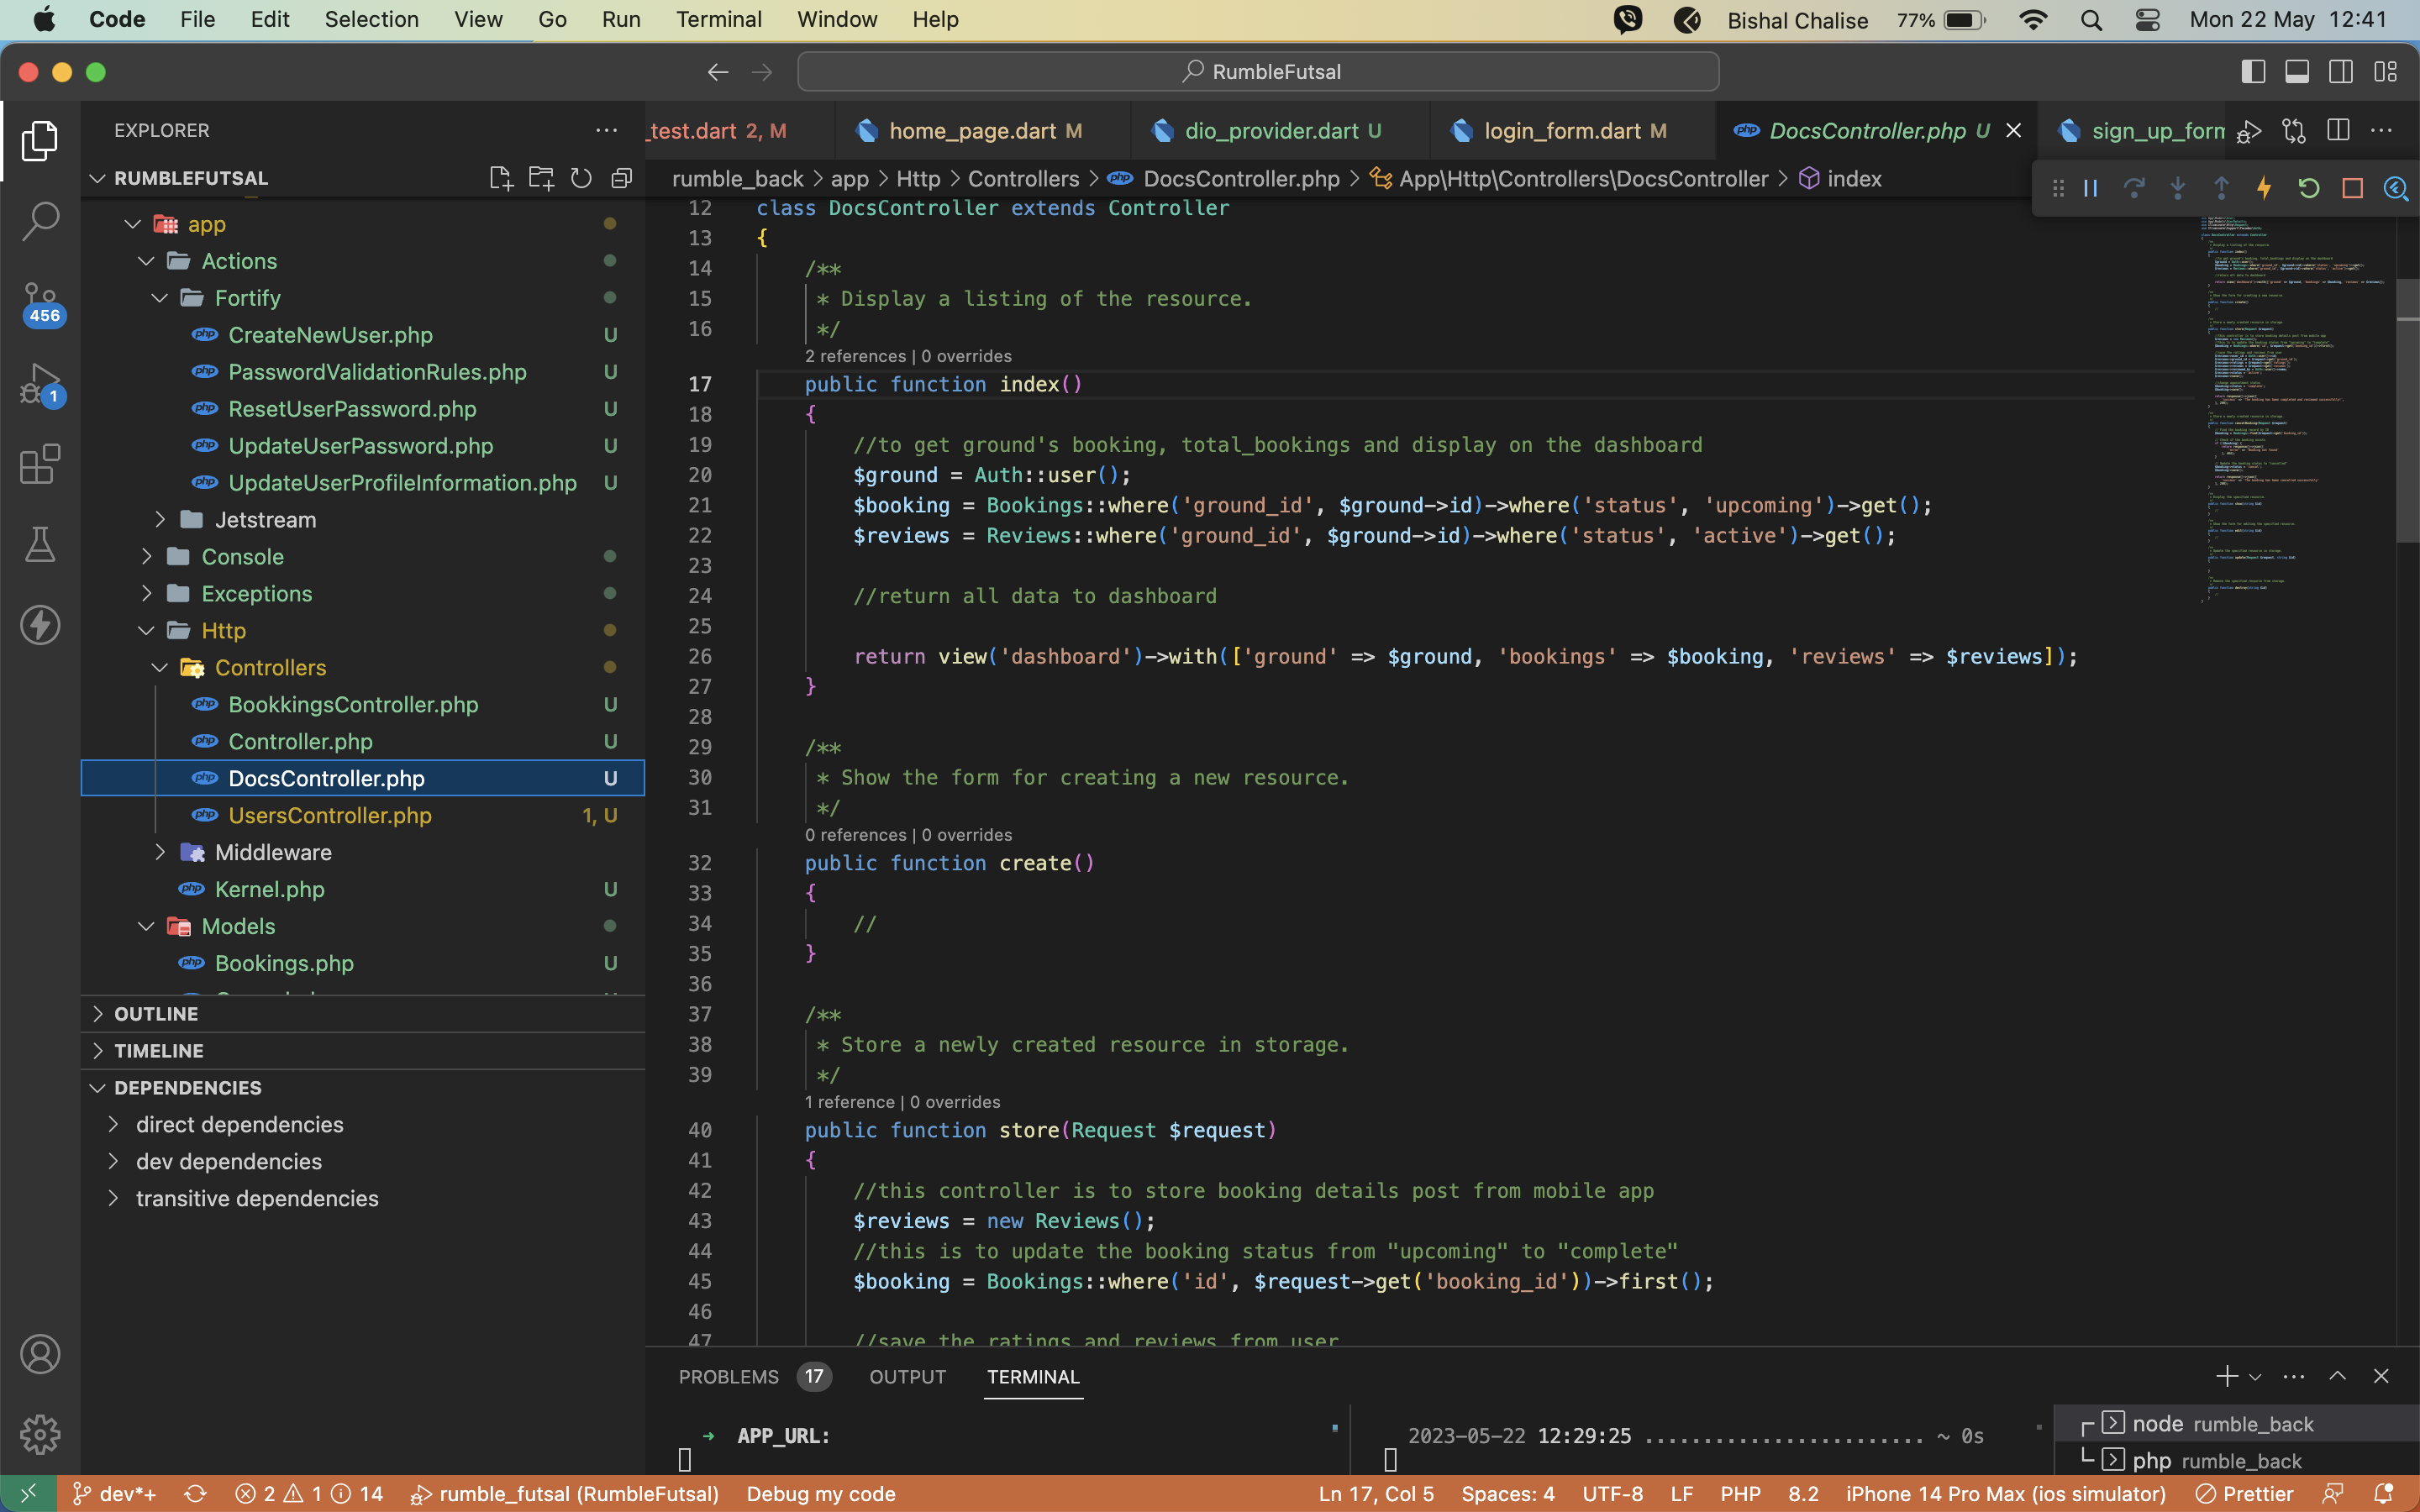 Code File Edit Selection View Go Run Terminal Window Help Bishal Chalise 77% Mon 22 May 12:41
RumbleFutsal
EXPLORER
_test.dart 2, M home_page.dart M dio_provider.dart U login_form.dart M DocsController.php U sign_up_form
RUMBLEFUTSAL
rumble_back > app > Http > Controllers > DocsController.php > App\Http\Controllers\DocsController > index
app
Actions
Fortify
CreateNewUser.php U
PasswordValidationRules.php U
ResetUserPassword.php U
UpdateUserPassword.php U
UpdateUserProfileInformation.php U
Jetstream
Console
Exceptions
Http
Controllers
BookkingsController.php U
Controller.php U
DocsController.php U
UsersController.php 1, U
Middleware
Kernel.php U
Models
Bookings.php U
OUTLINE
TIMELINE
DEPENDENCIES
direct dependencies
dev dependencies
transitive dependencies
456
1
12 class DocsController extends Controller
13 {
14 /**
15 * Display a listing of the resource.
16 */
2 references | 0 overrides
17 public function index()
18 {
19 //to get ground's booking, total_bookings and display on the dashboard
20 $ground = Auth::user();
21 $booking = Bookings::where('ground_id', $ground->id)->where('status', 'upcoming')->get();
22 $reviews = Reviews::where('ground_id', $ground->id)->where('status', 'active')->get();
23
24 //return all data to dashboard
25
26 return view('dashboard')->with(['ground' => $ground, 'bookings' => $booking, 'reviews' => $reviews]);
27 }
28
29 /**
30 * Show the form for creating a new resource.
31 */
0 references | 0 overrides
32 public function create()
33 {
34 //
35 }
36
37 /**
38 * Store a newly created resource in storage.
39 */
1 reference | 0 overrides
40 public function store(Request $request)
41 {
42 //this controller is to store booking details post from mobile app
43 $reviews = new Reviews();
44 //this is to update the booking status from "upcoming" to "complete"
45 $booking = Bookings::where('id', $request->get('booking_id'))->first();
46
47 //save the ratings and reviews from user
PROBLEMS 17 OUTPUT TERMINAL
➜ APP_URL:
2023-05-22 12:29:25 ....................... ~ 0s
node rumble_back
php rumble_back
dev*+ 2 1 14 rumble_futsal (RumbleFutsal) Debug my code Ln 17, Col 5 Spaces: 4 UTF-8 LF PHP 8.2 iPhone 14 Pro Max (ios simulator) Prettier